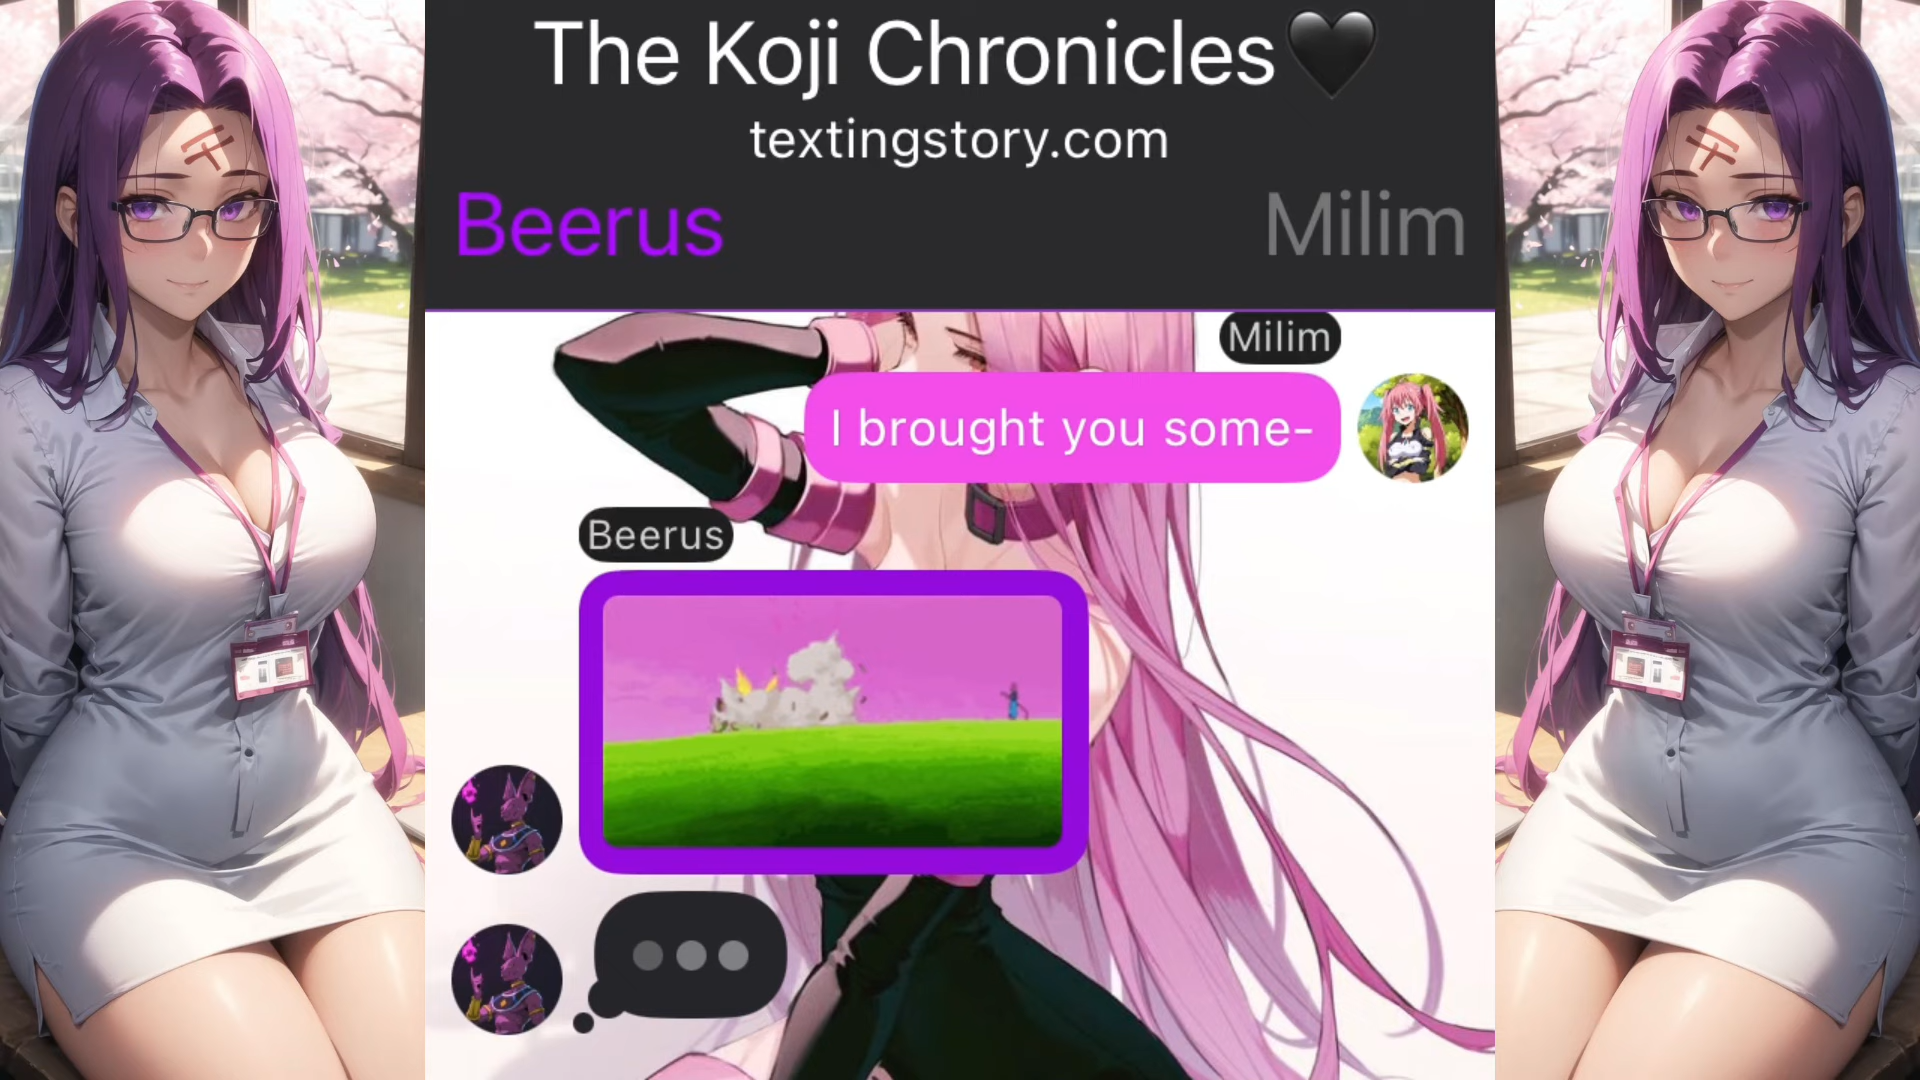 The Koji Chronicles🖤
textingstory.com
Beerus
Milim
Milim
I brought you some-
Beerus